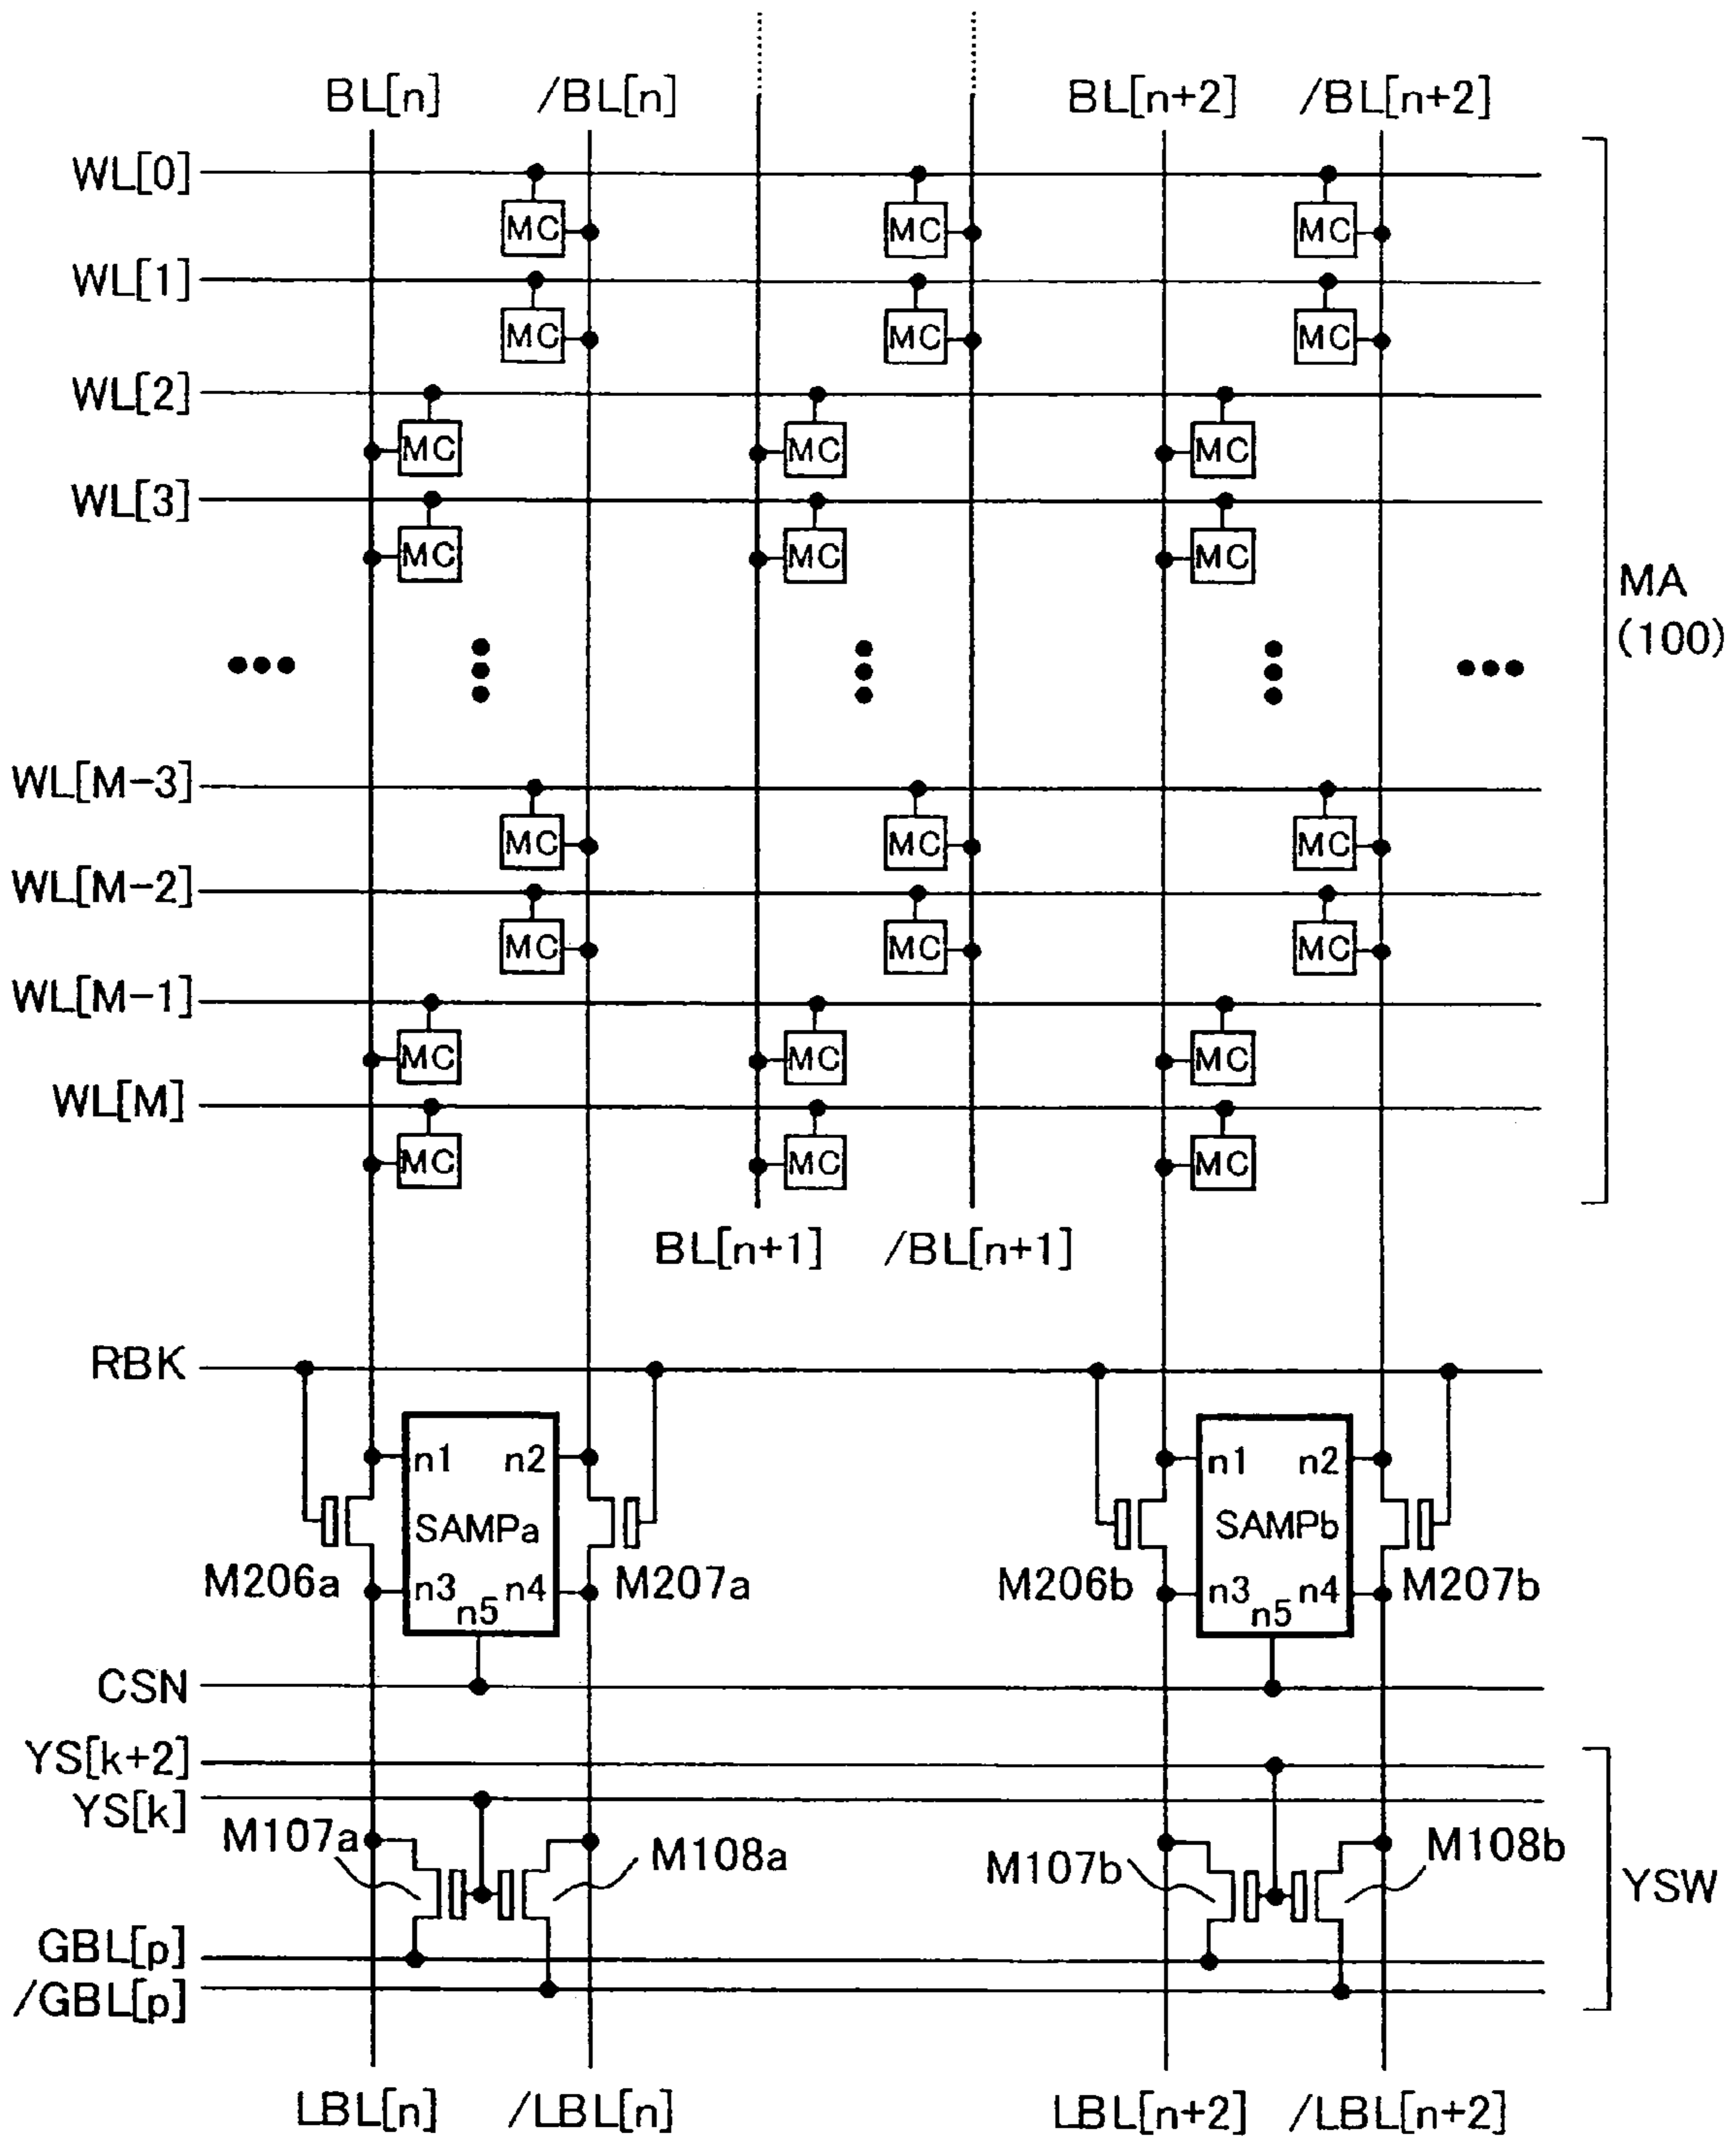 BL[n] /BL[n] BL[n+2] /BL[n+2]
WL[0]
MC MC MC
WL[1]
MC MC MC
WL[2]
MC MC MC
WL[3]
MC MC MC
MA
(100)
WL[M-3]
MC MC MC
WL[M-2]
MC MC MC
WL[M-1]
MC MC MC
WL[M]
MC MC MC
BL[n+1] /BL[n+1]
RBK
n1 n2 n1 n2
SAMPa SAMPb
M206a n3 n4 M207a M206b n3 n4 M207b
n5 n5
CSN
YS[k+2]
YS[k]
M107a M108a M107b M108b
YSW
GBL[p]
/GBL[p]
LBL[n] /LBL[n] LBL[n+2] /LBL[n+2]